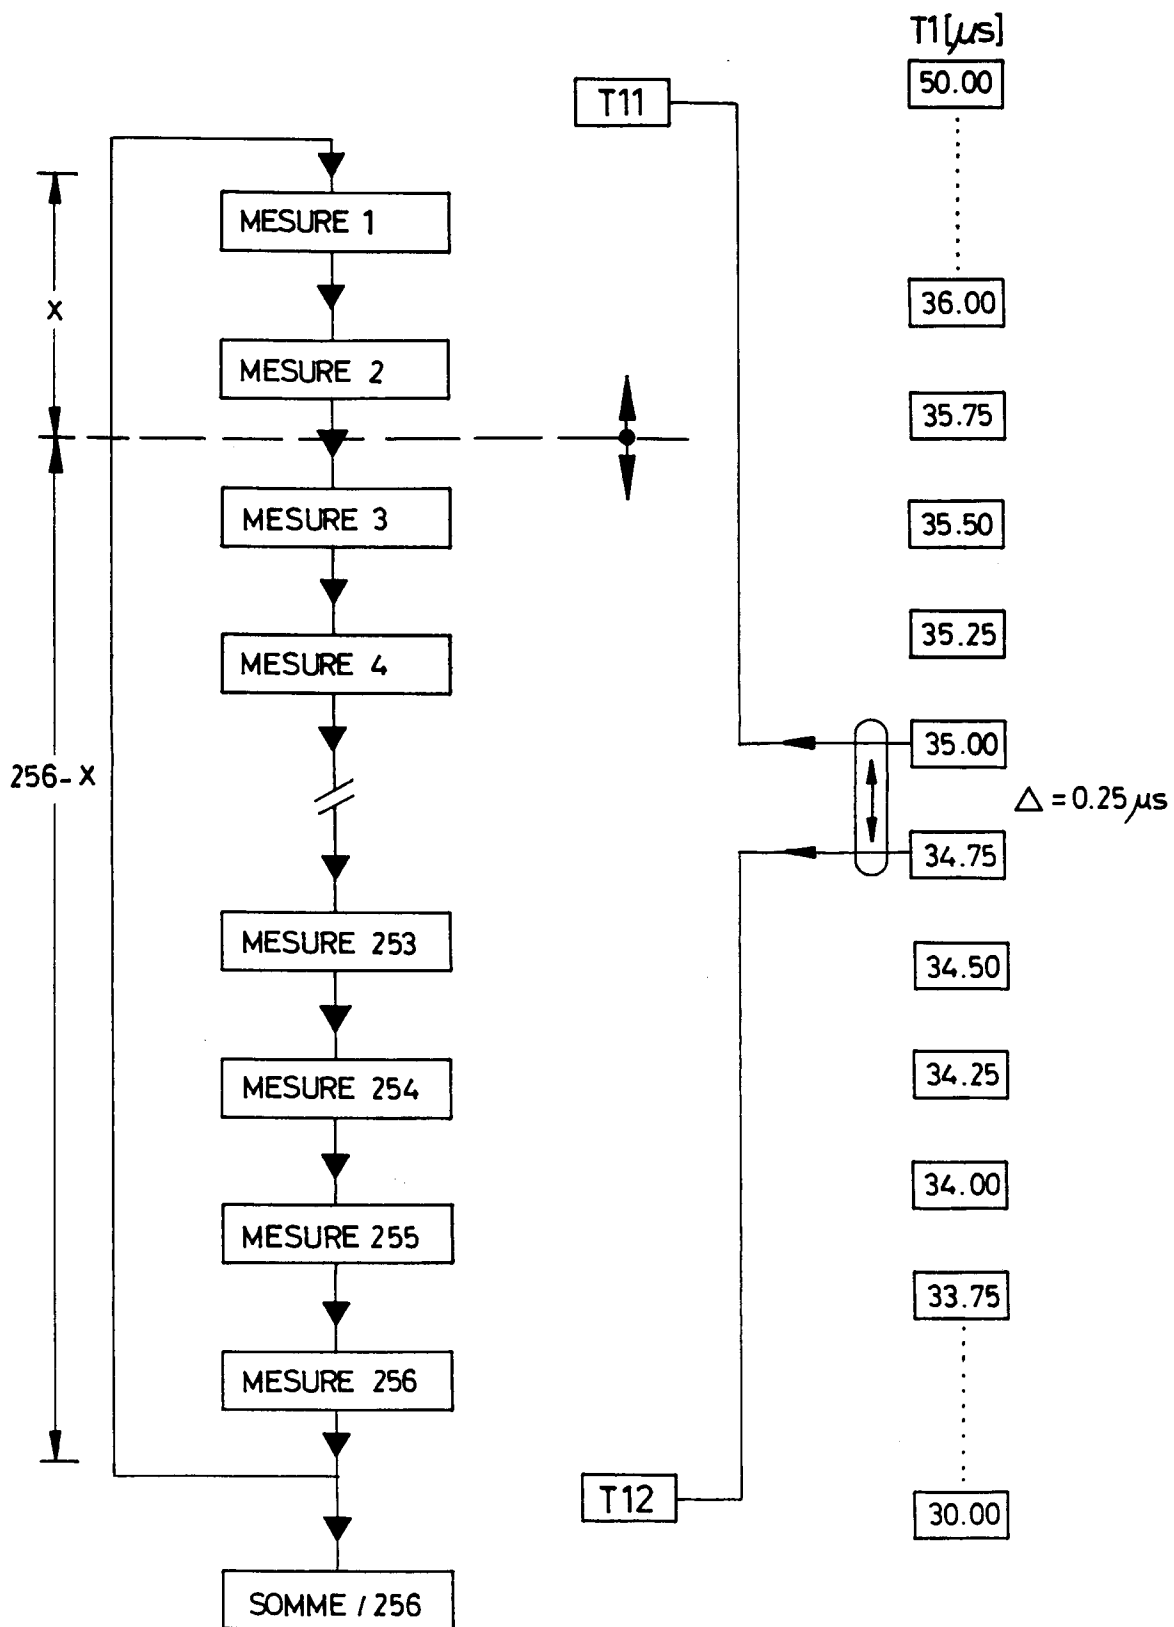 T1[µs]
50.00
T11
MESURE 1
X
36.00
MESURE 2
35.75
MESURE 3
35.50
MESURE 4
35.25
35.00
256-X
Δ = 0.25 µs
34.75
MESURE 253
34.50
MESURE 254
34.25
34.00
MESURE 255
33.75
MESURE 256
T12
30.00
SOMME / 256